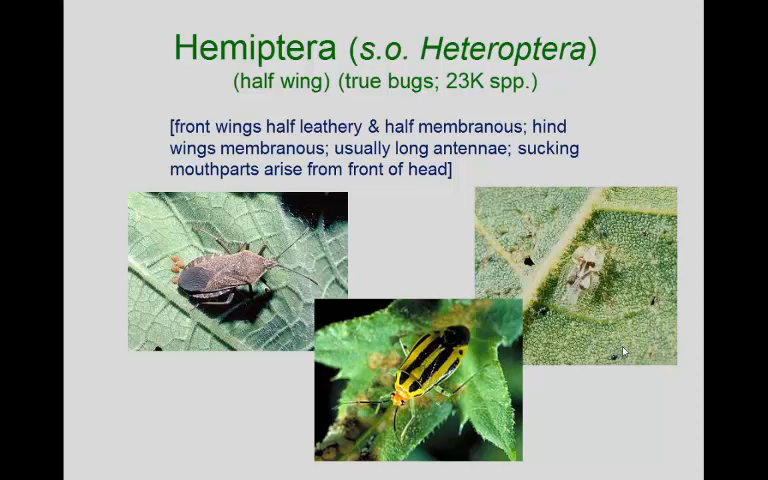 Hemiptera (s.o. Heteroptera)
(half wing) (true bugs; 23K spp.)
[front wings half leathery & half membranous; hind
wings membranous; usually long antennae; sucking
mouthparts arise from front of head]